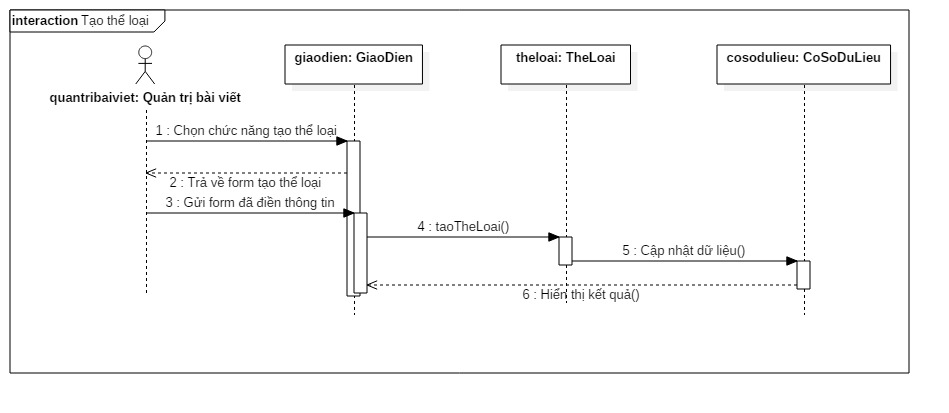 interaction Tạo thể loại
giaodien: GiaoDien
theloai: TheLoai
cosodulieu: CoSoDuLieu
quantribaiviet: Quản trị bài viết
1 : Chọn chức năng tạo thể loại
2 : Trả về form tạo thể loại
3 : Gửi form đã điền thông tin
4 : taoTheLoai()
5 : Cập nhật dữ liệu()
6 : Hiển thị kết quả()